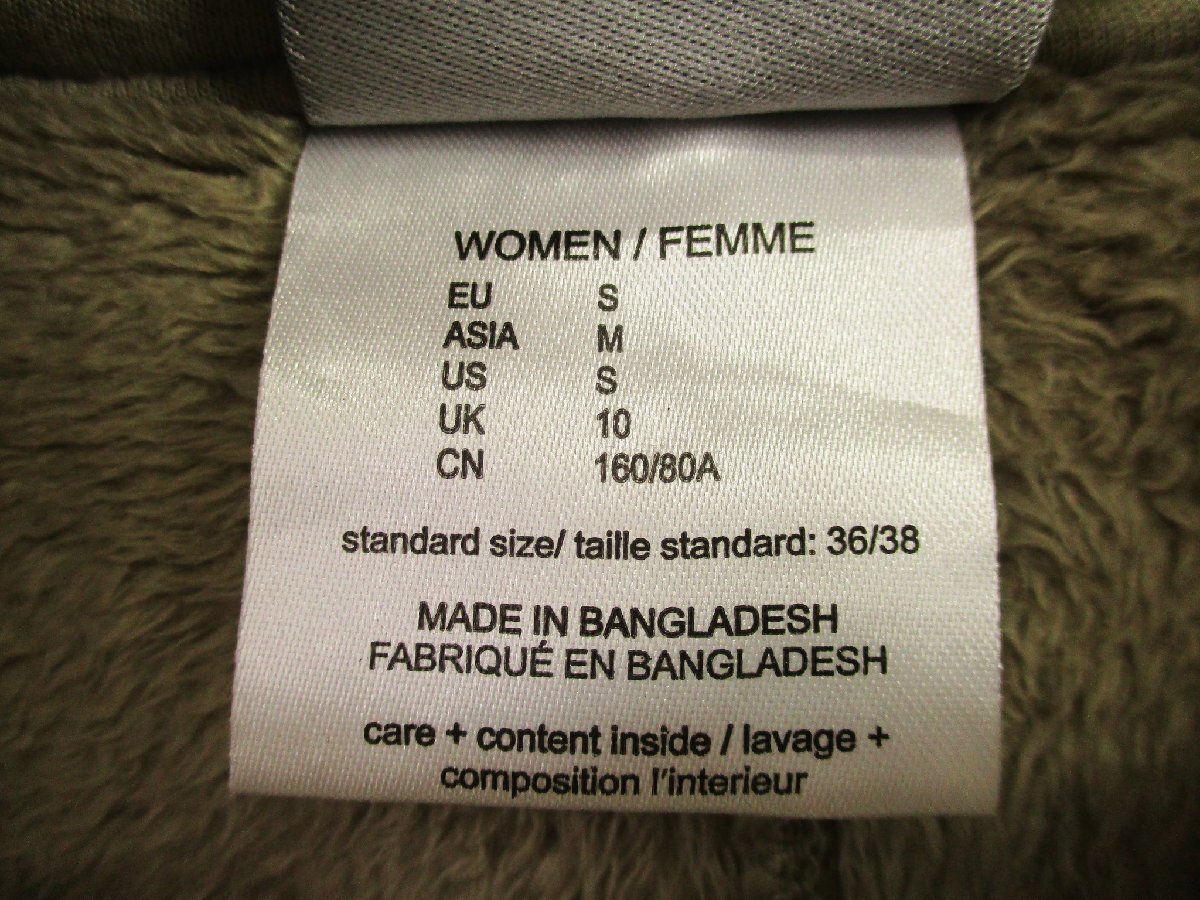 WOMEN / FEMME
EU S
ASIA M
US S
UK 10
CN 160/80A
standard size/ taille standard: 36/38
MADE IN BANGLADESH
FABRIQUÉ EN BANGLADESH
care + content inside / lavage +
composition l'interieur